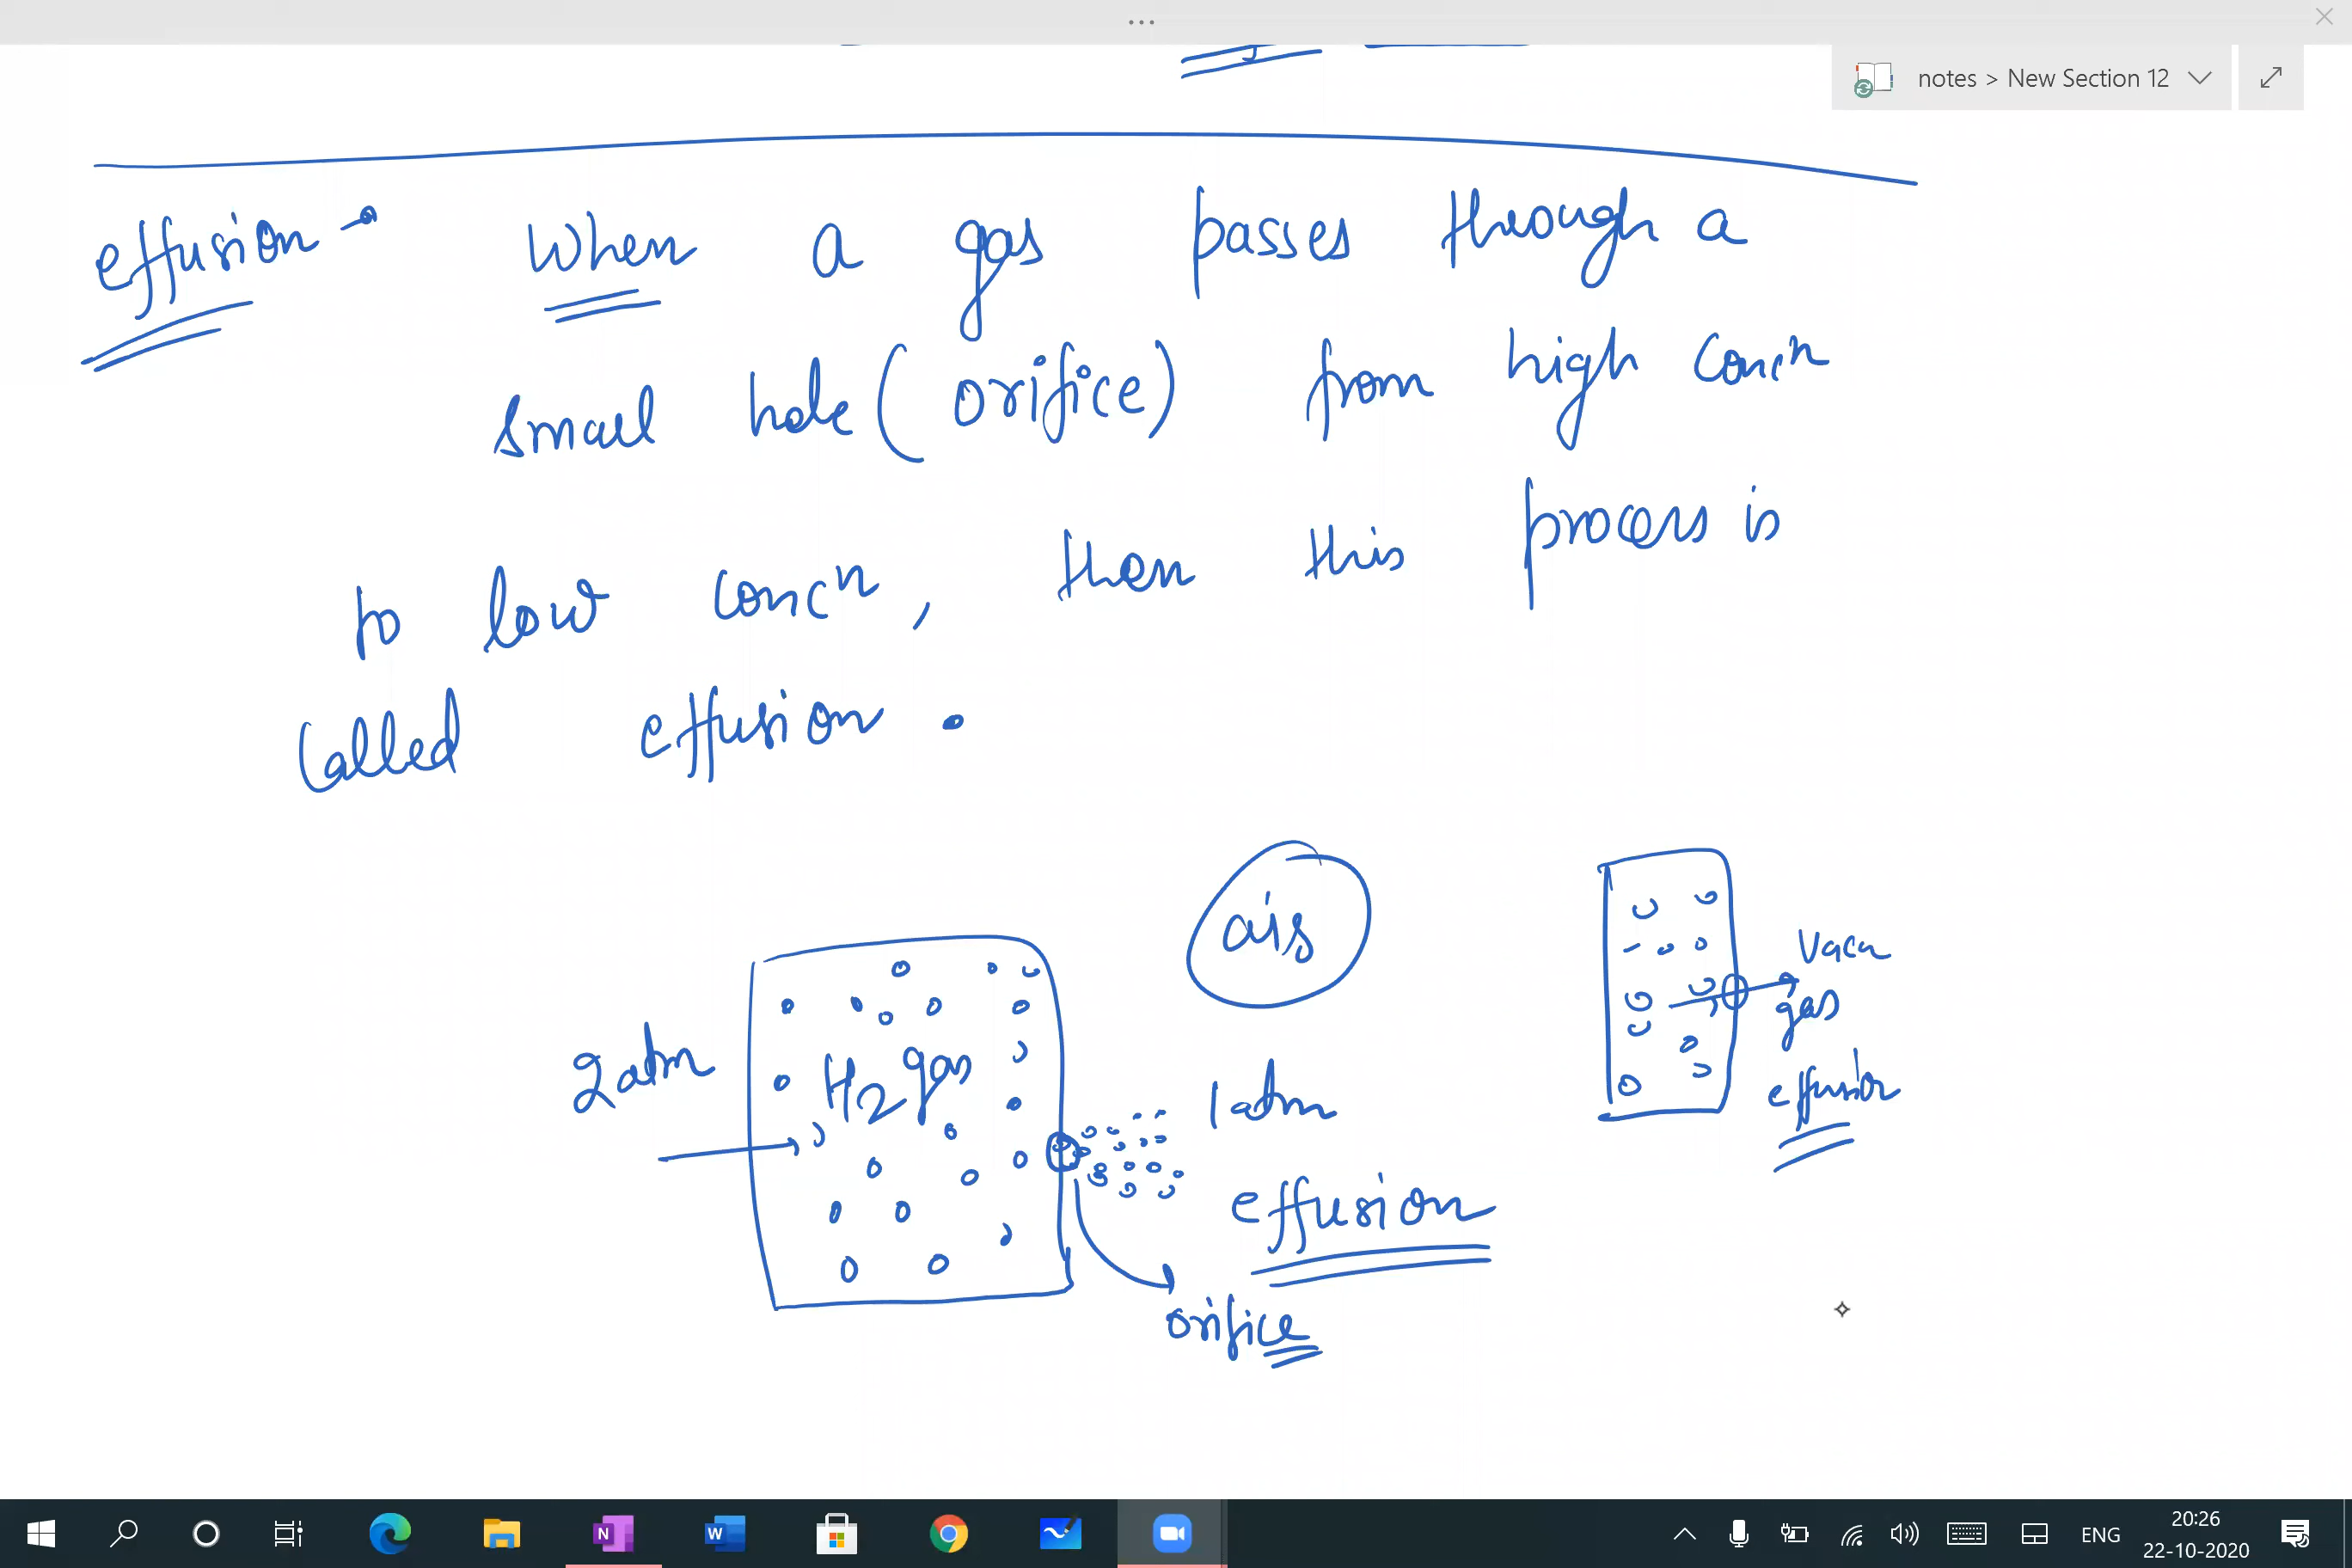 notes > New Section 12
effusion → When a gas passes through a
small hole (orifice) from high concn
to low concn, then this process is
called effusion .
air
Vacu
2atm
H2 gas
gas
1atm
effusion
effusion
orifice
N
W
ENG
20:26
22-10-2020